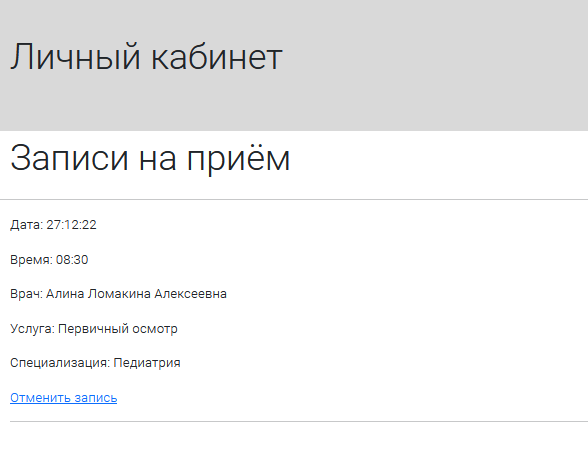 Личный кабинет
Записи на приём
Дата: 27:12:22
Время: 08:30
Врач: Алина Ломакина Алексеевна
Услуга: Первичный осмотр
Специализация: Педиатрия
Отменить запись